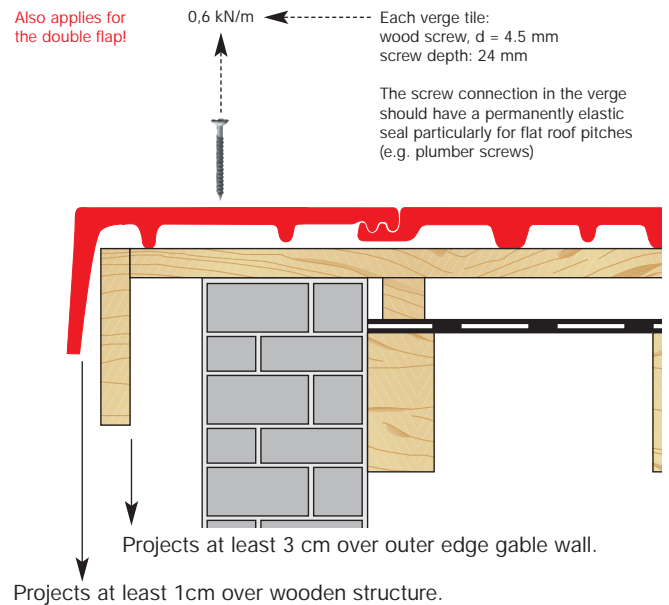 Also applies for
the double flap!
0,6 kN/m
Each verge tile:
wood screw, d = 4.5 mm
screw depth: 24 mm
The screw connection in the verge
should have a permanently elastic
seal particularly for flat roof pitches
(e.g. plumber screws)
Projects at least 3 cm over outer edge gable wall.
Projects at least 1cm over wooden structure.